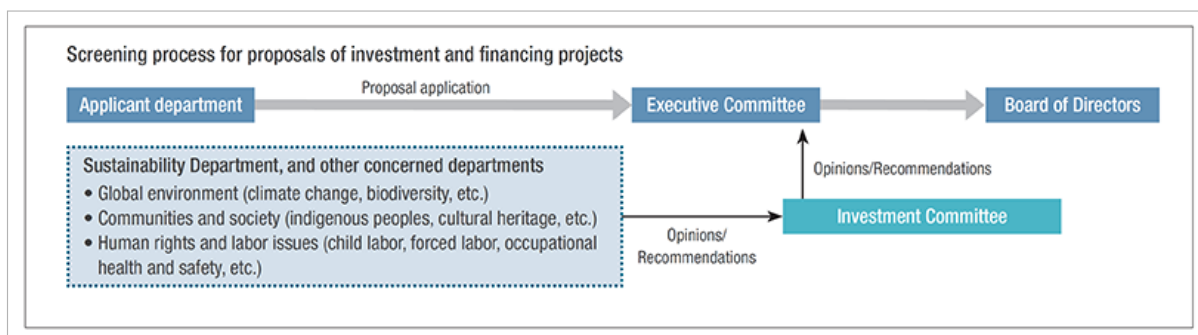 Screening process for proposals of investment and financing projects
Applicant department
Proposal application
Executive Committee
Board of Directors
Sustainability Department, and other concerned departments
• Global environment (climate change, biodiversity, etc.)
• Communities and society (indigenous peoples, cultural heritage, etc.)
• Human rights and labor issues (child labor, forced labor, occupational
health and safety, etc.)
Opinions/
Recommendations
Opinions/Recommendations
Investment Committee